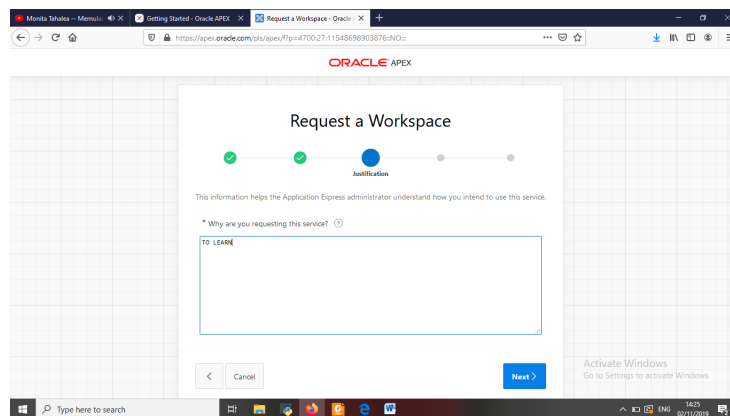 Monita Tahalea -- Memula
Getting Started - Oracle APEX
Request a Workspace - Oracle A
https://apex.oracle.com/pls/apex/f?p=4700:27:11548698903876::NO:::
ORACLE APEX
Request a Workspace
Justification
This information helps the Application Express administrator understand how you intend to use this service.
* Why are you requesting this service? ?
TO LEARN
Cancel
Next >
Activate Windows
Go to Settings to activate Windows.
Type here to search
ENG
14:25
02/11/2019